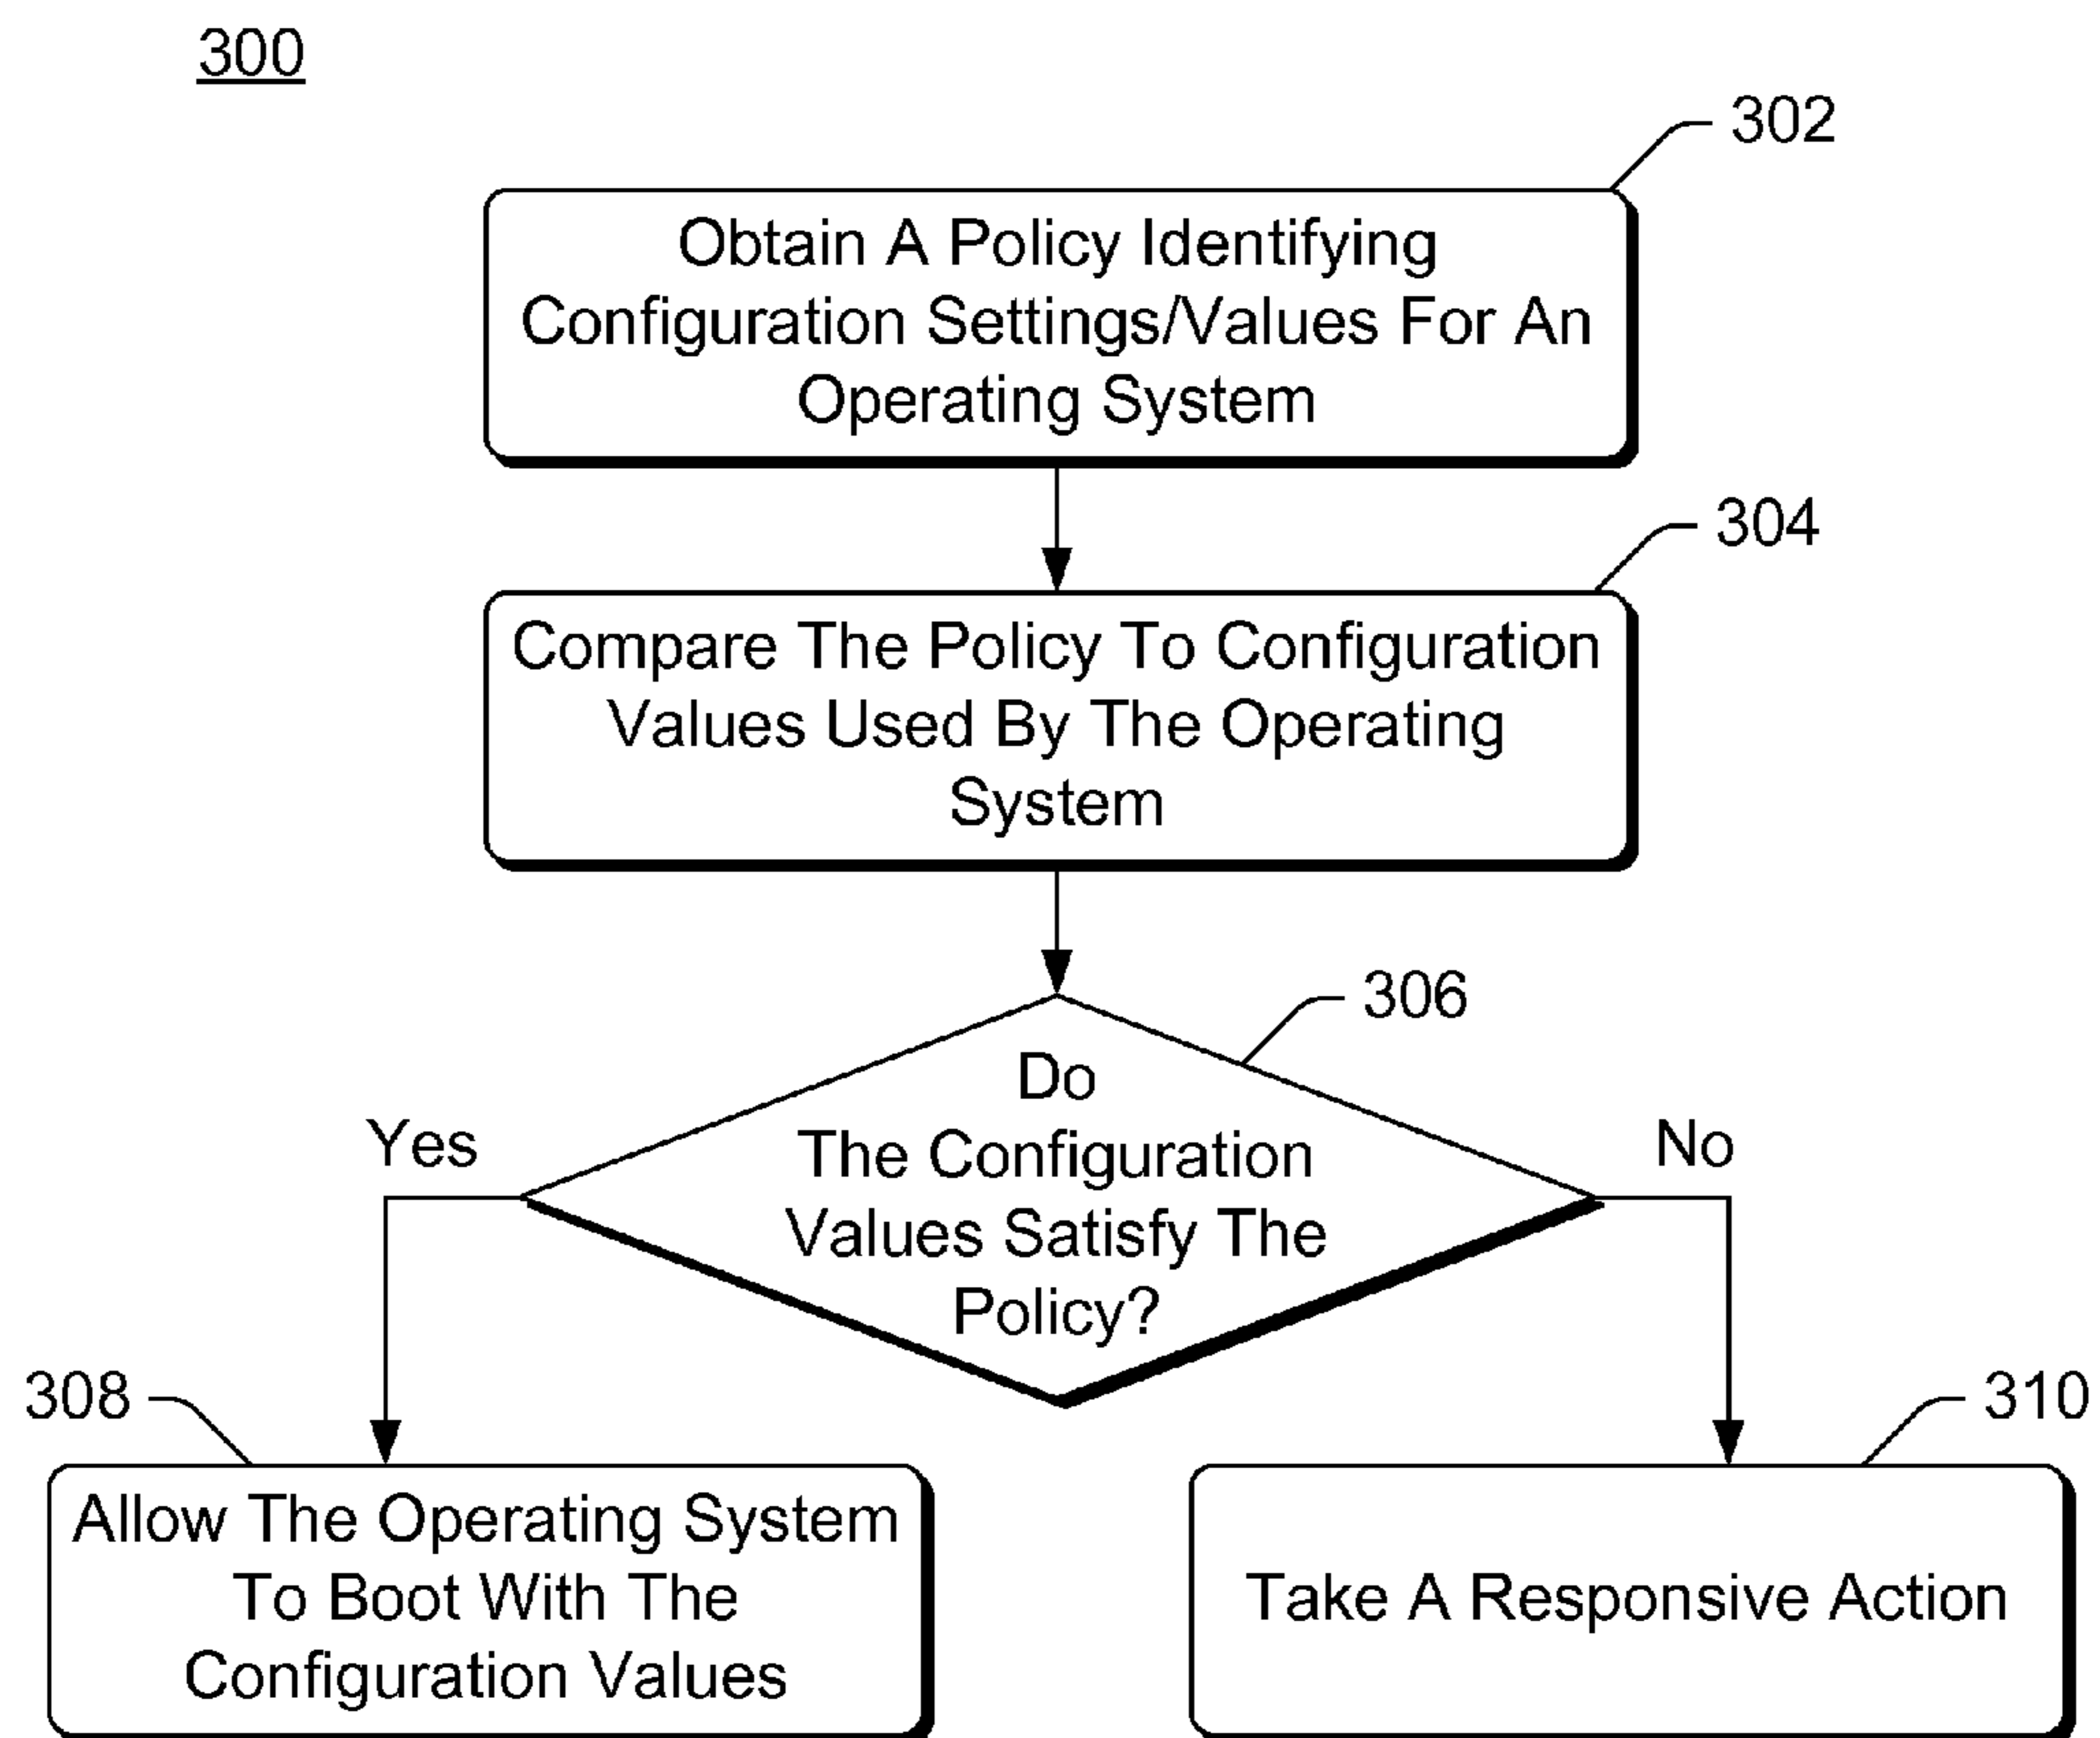 300
302
Obtain A Policy Identifying
Configuration Settings/Values For An
Operating System
304
Compare The Policy To Configuration
Values Used By The Operating
System
306
Do
The Configuration
Values Satisfy The
Policy?
Yes
No
308
Allow The Operating System
To Boot With The
Configuration Values
310
Take A Responsive Action